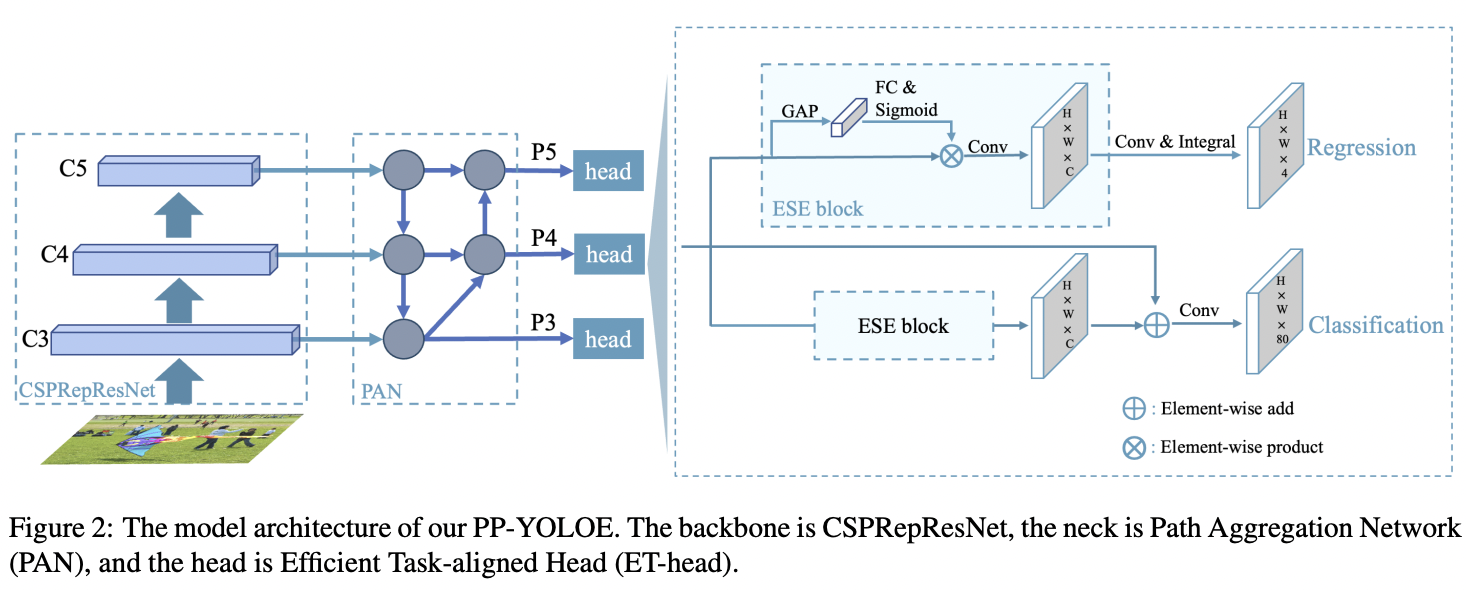 C5
C4
C3
CSPRepResNet
PAN
P5
head
P4
head
P3
head
GAP
FC &
Sigmoid
Conv
H
×
W
×
C
ESE block
Conv & Integral
H
×
W
×
4
Regression
ESE block
H
×
W
×
C
Conv
H
×
W
×
80
Classification
: Element-wise add
: Element-wise product
Figure 2: The model architecture of our PP-YOLOE. The backbone is CSPRepResNet, the neck is Path Aggregation Network
(PAN), and the head is Efficient Task-aligned Head (ET-head).